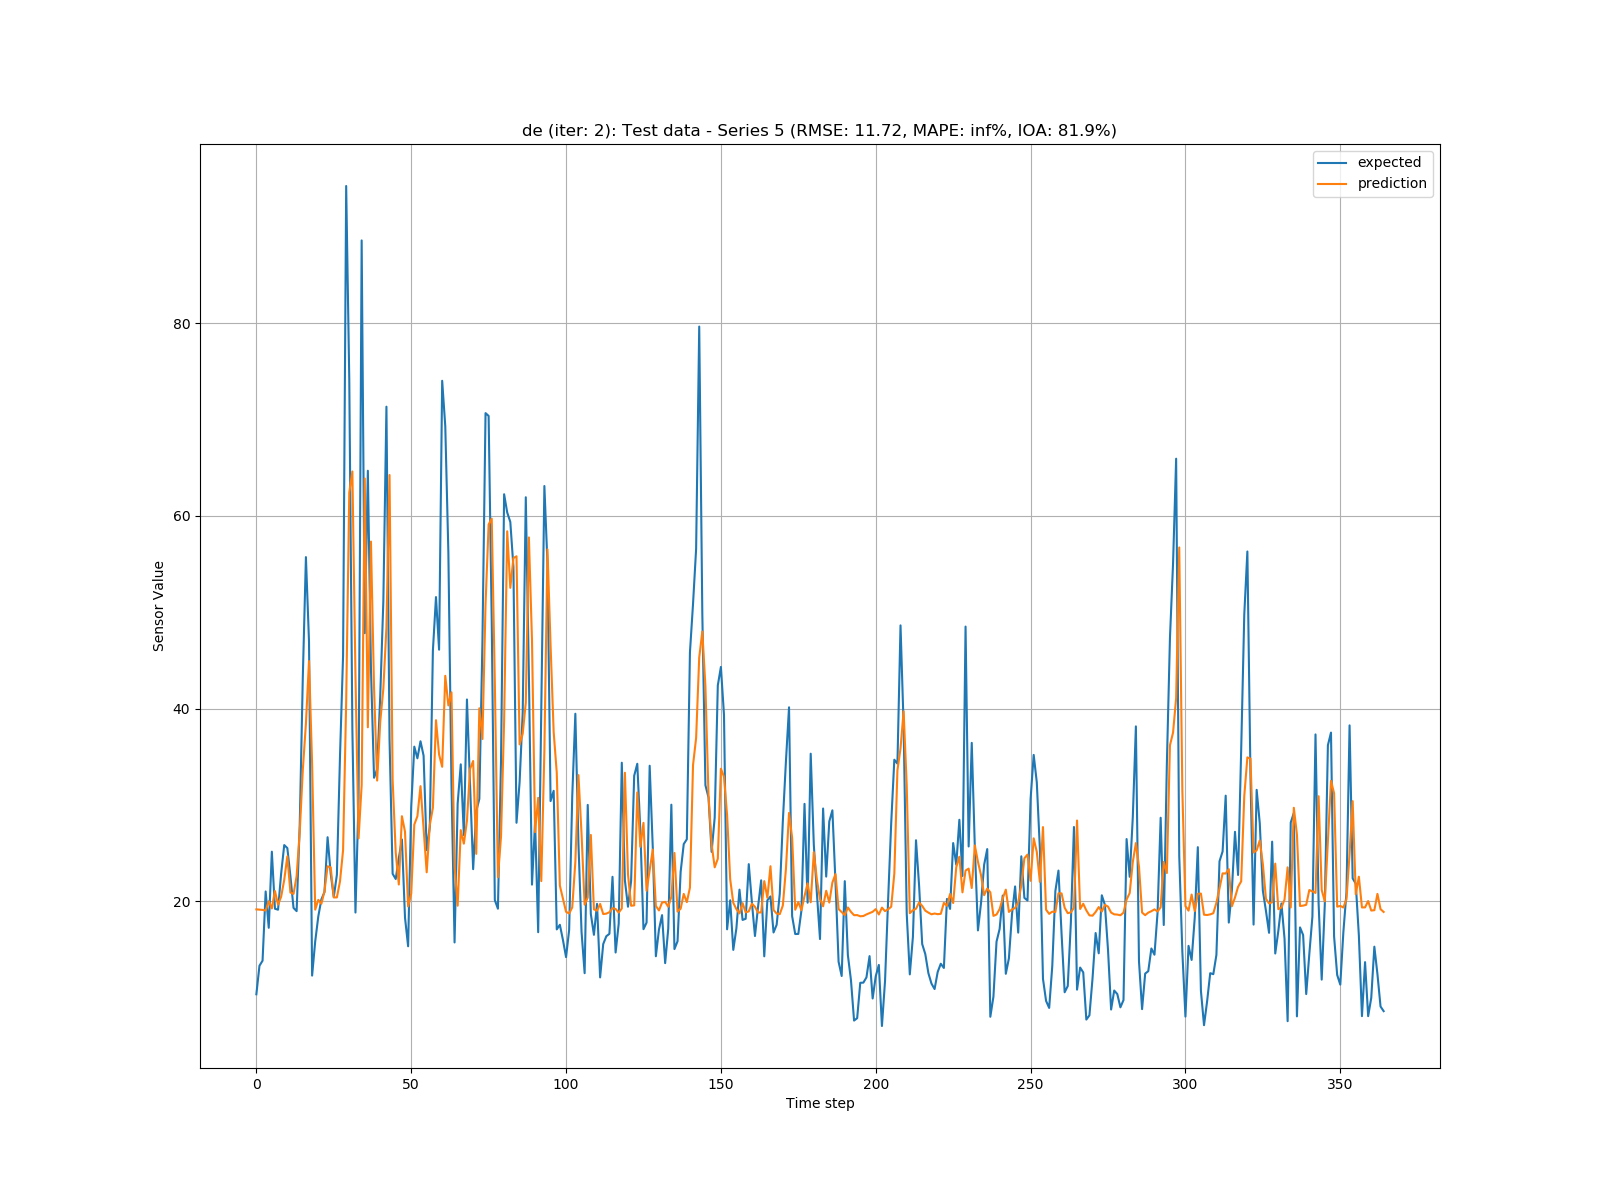 de (iter: 2): Test data - Series 5 (RMSE: 11.72, MAPE: inf%, IOA: 81.9%)
expected
prediction
80
60
40
20
Sensor Value
0 50 100 150 200 250 300 350
Time step